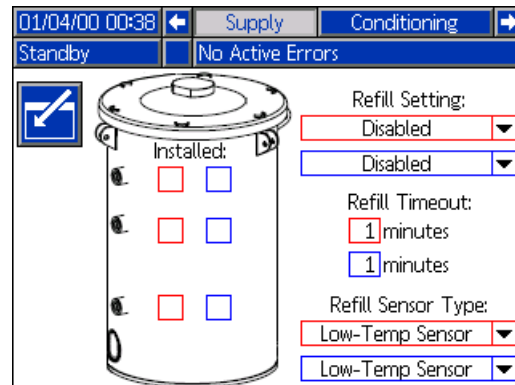 01/04/00 00:38 Supply Conditioning
Standby No Active Errors
Refill Setting:
Disabled
Installed:
Disabled
Refill Timeout:
1 minutes
1 minutes
Refill Sensor Type:
Low-Temp Sensor
Low-Temp Sensor